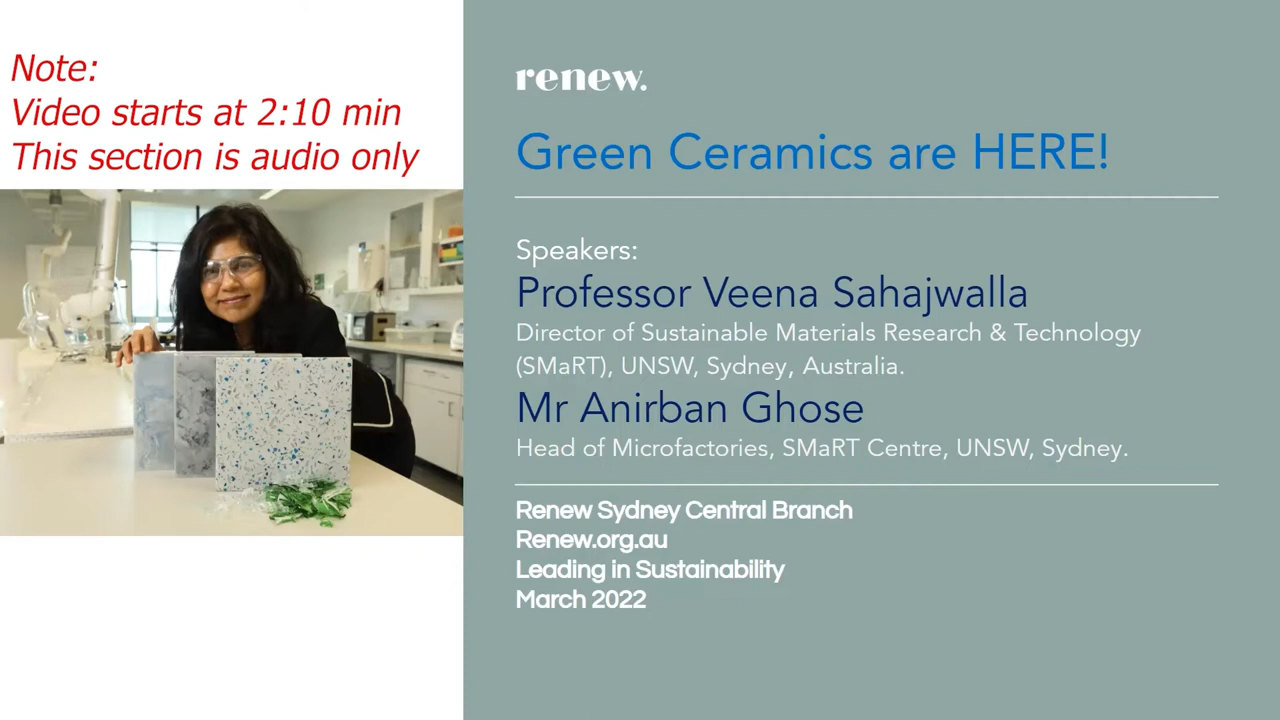 Note:
Video starts at 2:10 min
This section is audio only
renew.
Green Ceramics are HERE!
Speakers:
Professor Veena Sahajwalla
Director of Sustainable Materials Research & Technology
(SMaRT), UNSW, Sydney, Australia.
Mr Anirban Ghose
Head of Microfactories, SMaRT Centre, UNSW, Sydney.
Renew Sydney Central Branch
Renew.org.au
Leading in Sustainability
March 2022